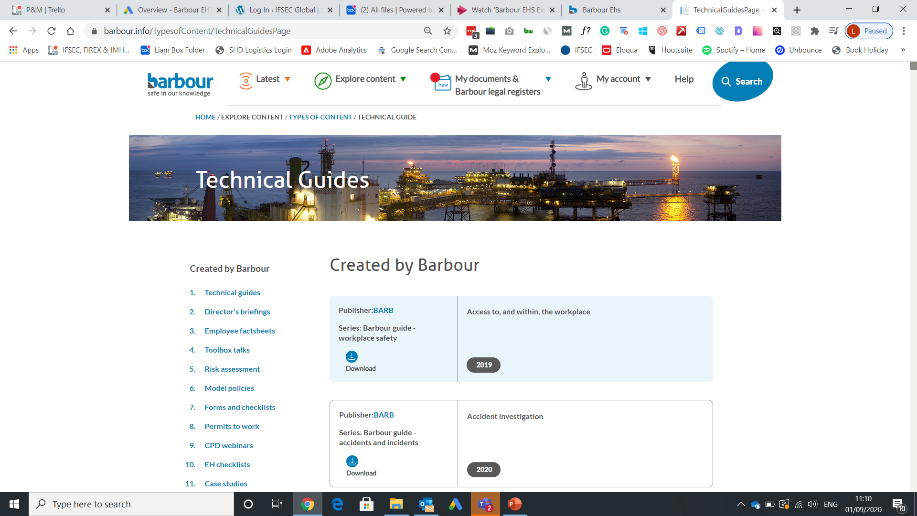 P&M | Trello
Overview - Barbour EH
Log In ‹ IFSEC Global |
(2) All files | Powered b
Watch 'Barbour EHS Ex
Barbour Ehs
TechnicalGuidesPage -
barbour.info/TypesofContent/TechnicalGuidesPage
Paused
Apps
IFSEC, FIREX & IMH...
Liam Box Folder
SHD Logistics Login
Adobe Analytics
Google Search Con...
Moz Keyword Explo...
IFSEC
Eloqua
Hootsuite
Spotify – Home
Unbounce
Book Holiday
»
barbour
safe in our knowledge
Latest
Explore content
new
My documents &
Barbour legal registers
My account
Help
Search
HOME / EXPLORE CONTENT / TYPES OF CONTENT / TECHNICAL GUIDE
Technical Guides
Created by Barbour
1. Technical guides
2. Director's briefings
3. Employee factsheets
4. Toolbox talks
5. Risk assessment
6. Model policies
7. Forms and checklists
8. Permits to work
9. CPD webinars
10. EH checklists
11. Case studies
Created by Barbour
Publisher:BARB
Series: Barbour guide -
workplace safety
Download
Access to, and within, the workplace
2019
Publisher:BARB
Series: Barbour guide -
accidents and incidents
Download
Accident investigation
2020
Type here to search
ENG
11:10
01/09/2020